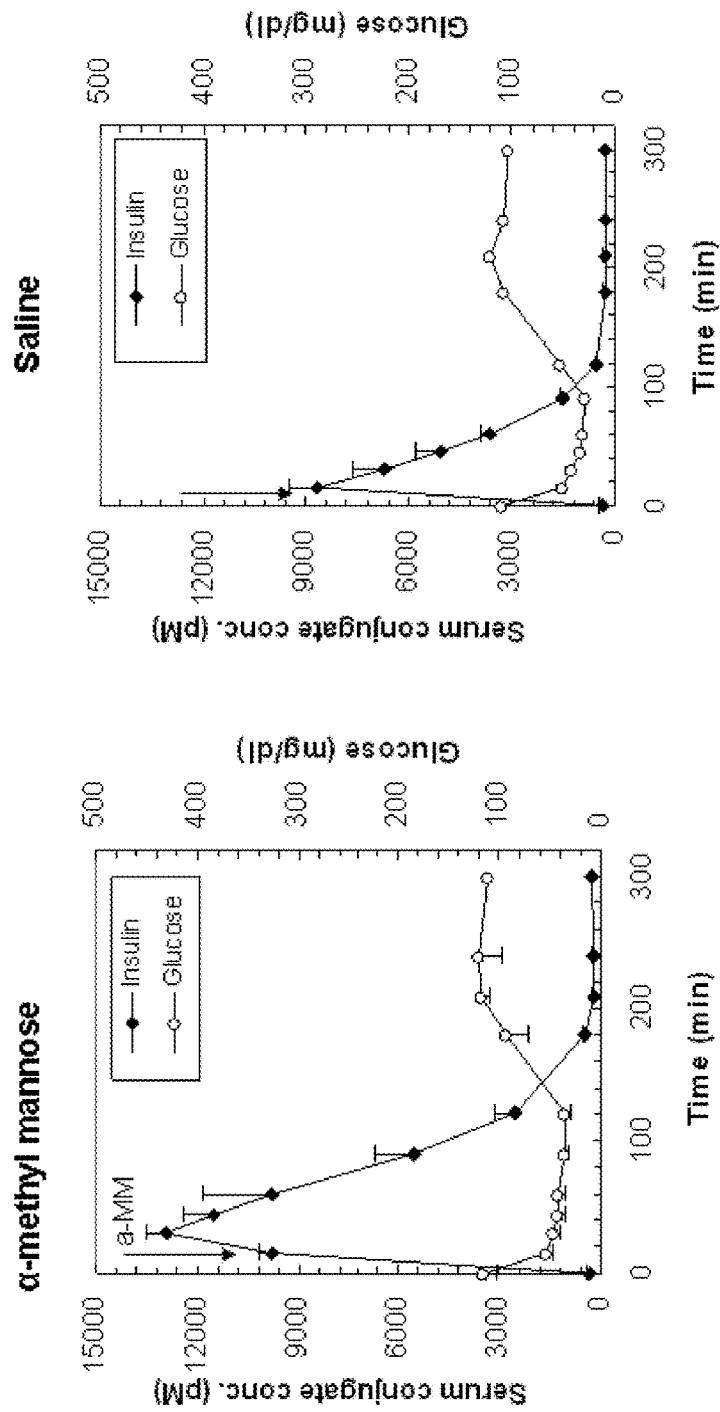 α-methyl mannose
Serum conjugate conc. (pM)
15000
12000
9000
6000
3000
0
a-MM
Insulin
Glucose
500
400
300
200
100
0
Glucose (mg/dl)
0
100
200
300
Time (min)
Saline
Serum conjugate conc. (pM)
15000
12000
9000
6000
3000
0
Insulin
Glucose
500
400
300
200
100
0
Glucose (mg/dl)
0
100
200
300
Time (min)